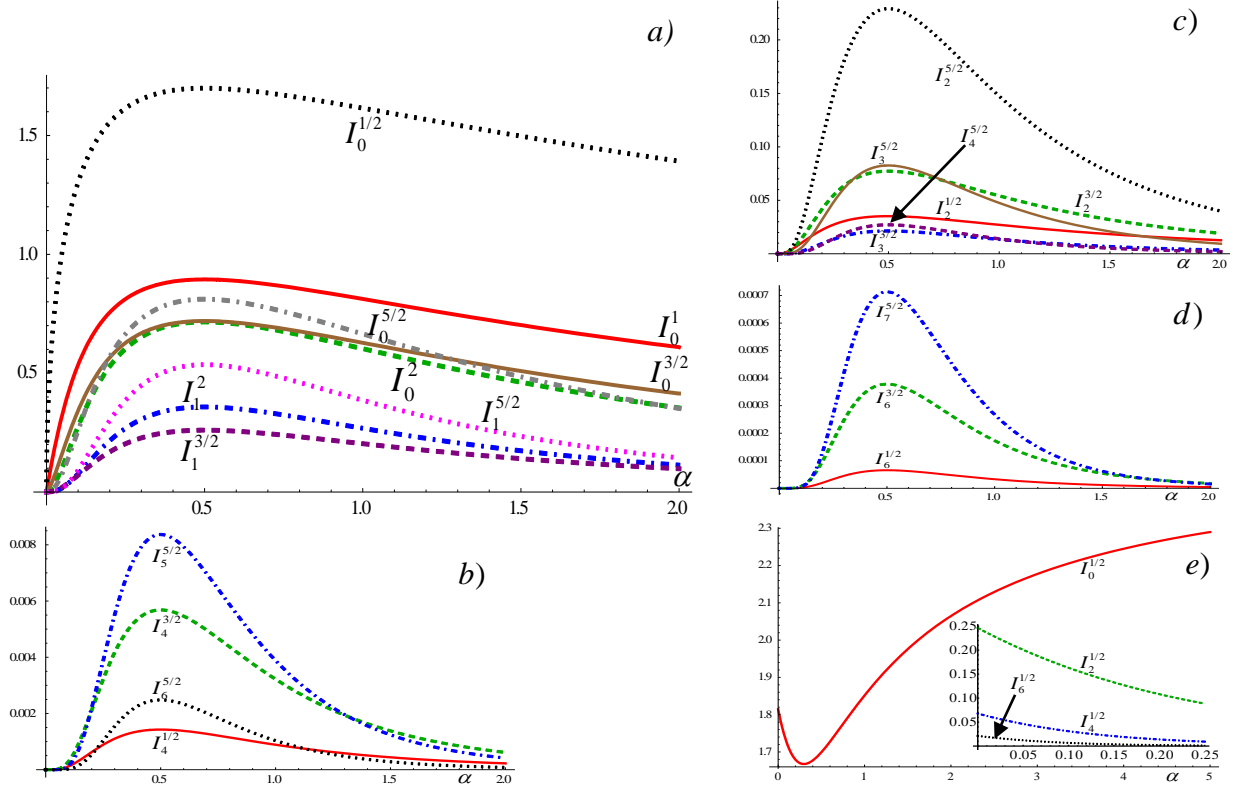 a)
1.5
1.0
0.5
I_0^{1/2}
I_0^{5/2}
I_0^1
I_0^{3/2}
I_0^2
I_1^2
I_1^{5/2}
I_1^{3/2}
α
0.5
1.0
1.5
2.0
b)
0.008
0.006
0.004
0.002
I_5^{5/2}
I_4^{3/2}
I_6^{5/2}
I_4^{1/2}
0.5
1.0
1.5
α
2.0
c)
0.20
0.15
0.10
0.05
I_2^{5/2}
I_4^{5/2}
I_3^{5/2}
I_2^{3/2}
I_2^{1/2}
I_3^{3/2}
0.5
1.0
1.5
α
2.0
d)
0.0007
0.0006
0.0005
0.0004
0.0003
0.0002
0.0001
I_7^{5/2}
I_6^{3/2}
I_6^{1/2}
0.5
1.0
1.5
α
2.0
e)
2.3
2.2
2.1
2.0
1.9
1.8
1.7
I_0^{1/2}
0.25
0.20
0.15
0.10
0.05
I_2^{1/2}
I_6^{1/2}
I_4^{1/2}
0.05
0.10
0.15
0.20
0.25
0
1
2
3
4
α
5